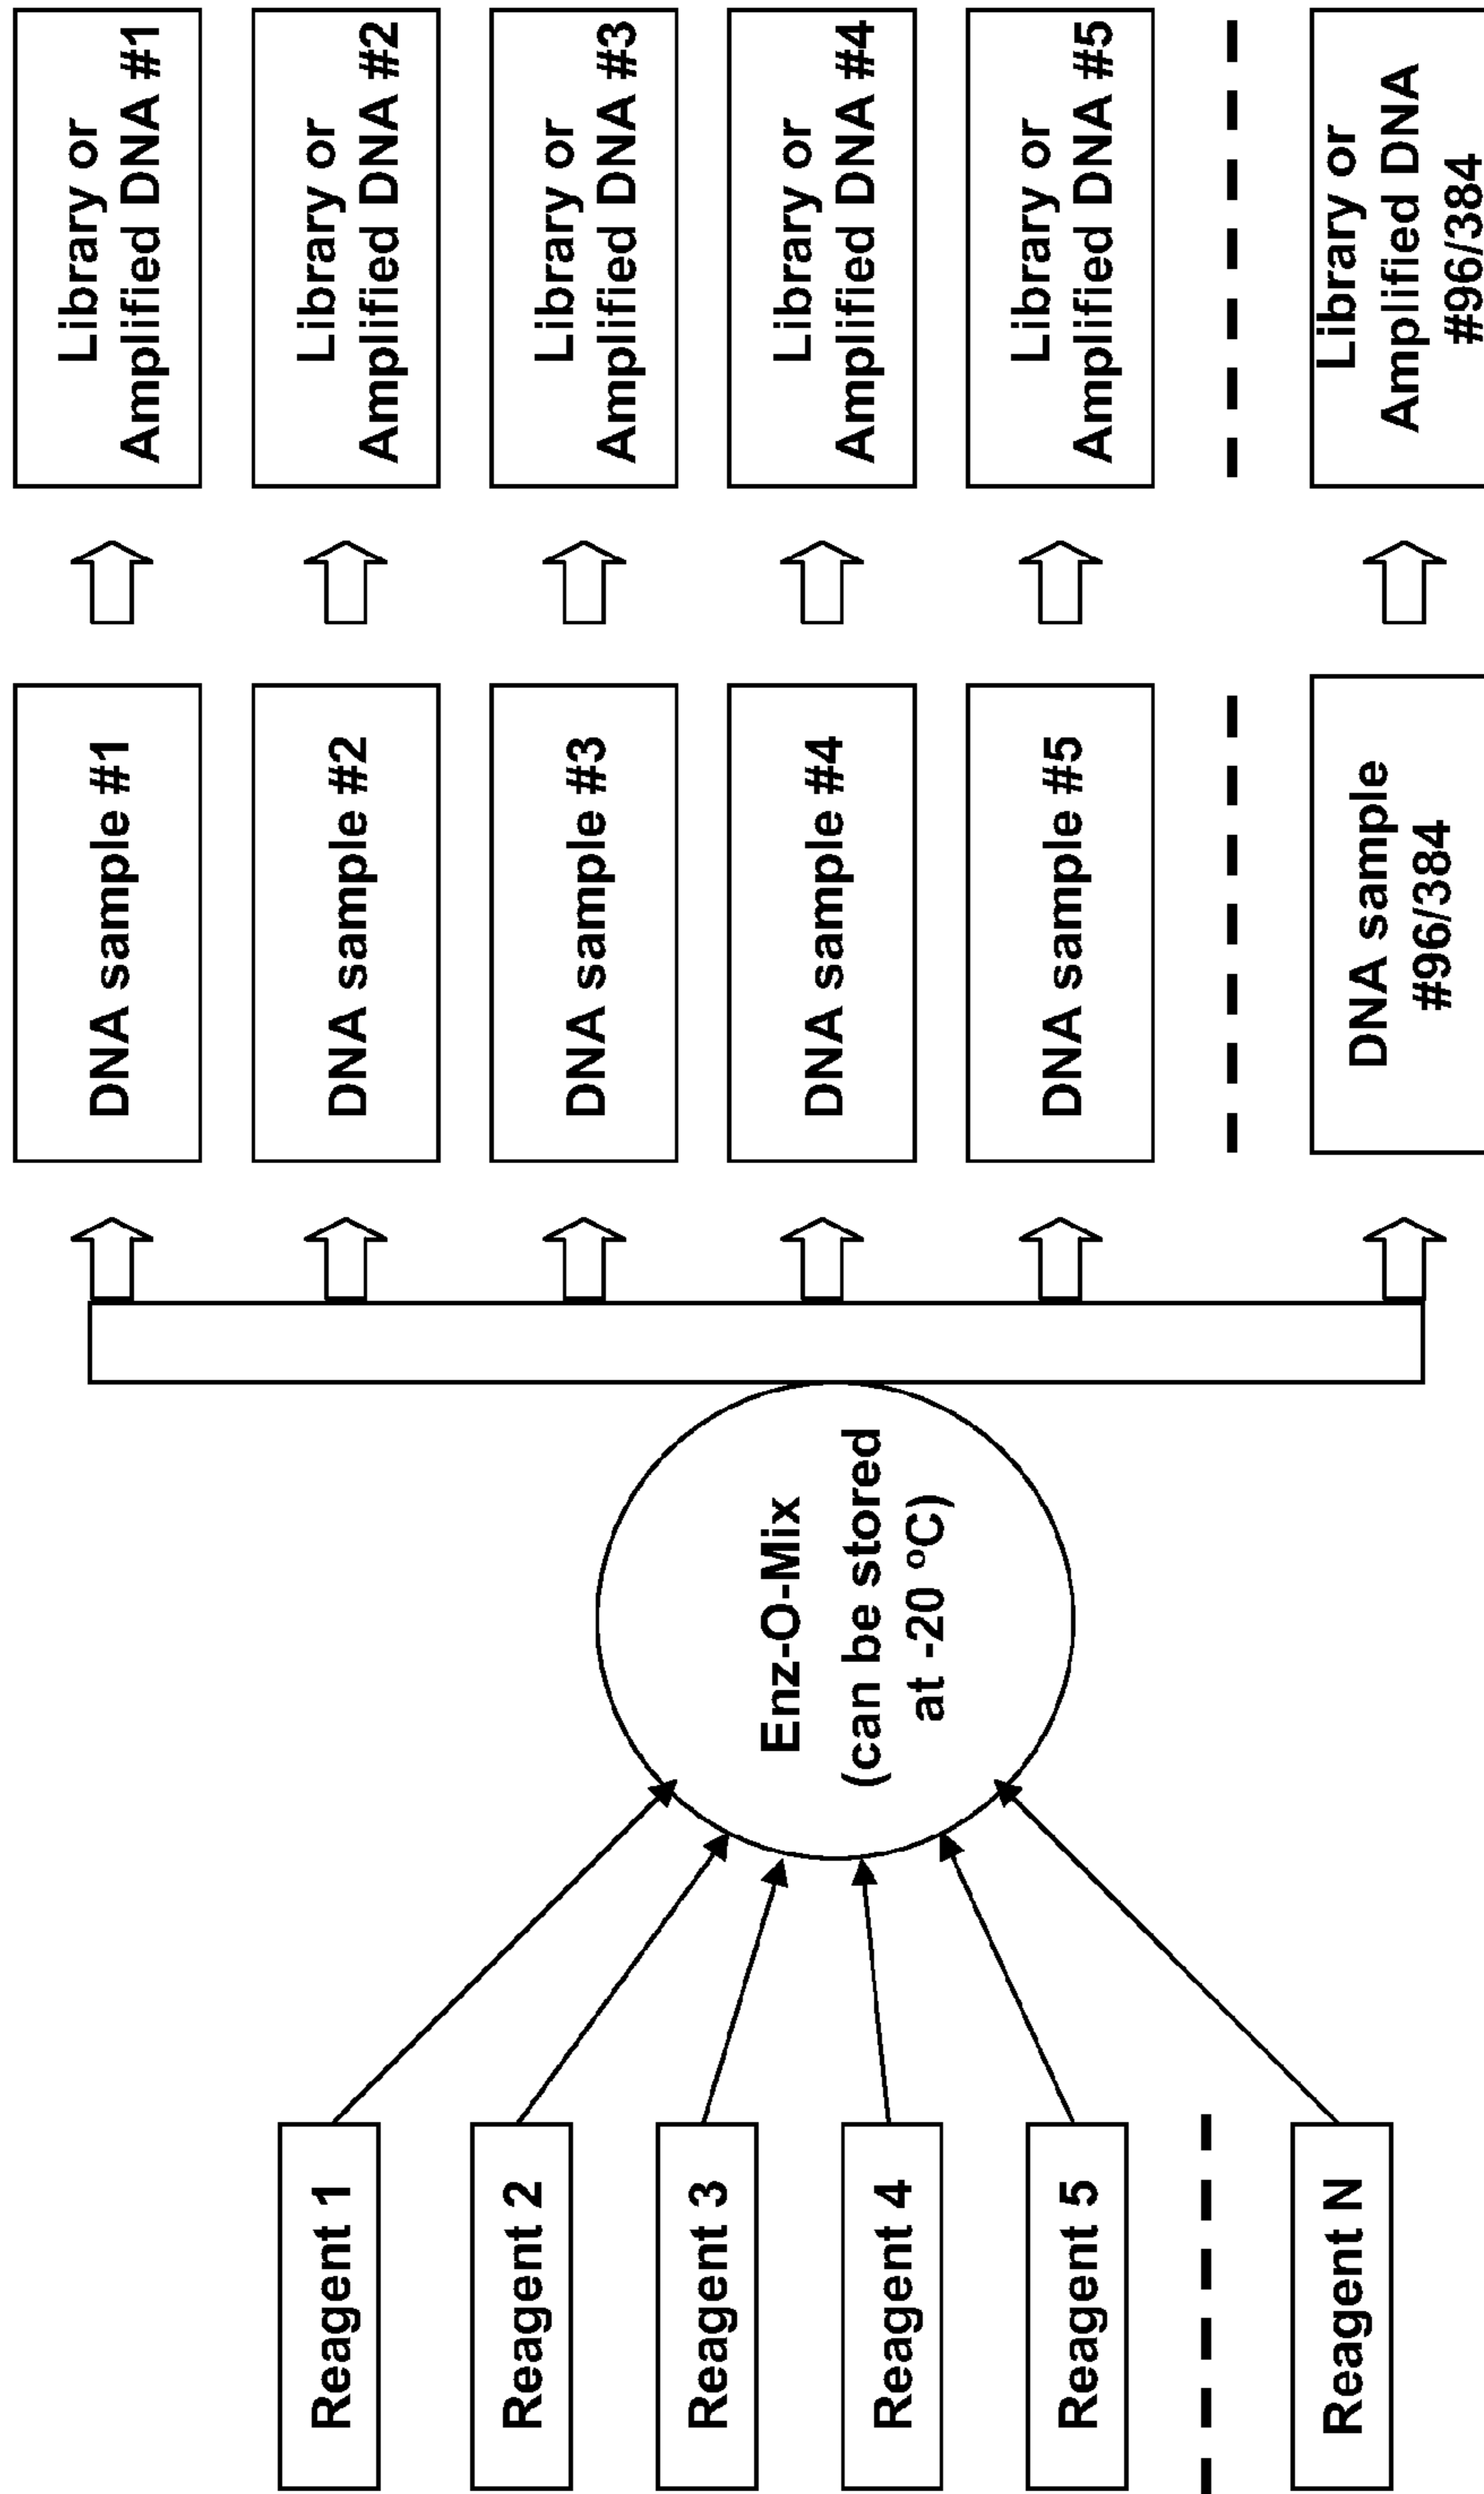 Reagent 1
Reagent 2
Reagent 3
Reagent 4
Reagent 5
Reagent N
Enz-O-Mix
(can be stored
at -20 °C)
DNA sample #1
DNA sample #2
DNA sample #3
DNA sample #4
DNA sample #5
DNA sample
#96/384
Library or
Amplified DNA #1
Library or
Amplified DNA #2
Library or
Amplified DNA #3
Library or
Amplified DNA #4
Library or
Amplified DNA #5
Library or
Amplified DNA
#96/384